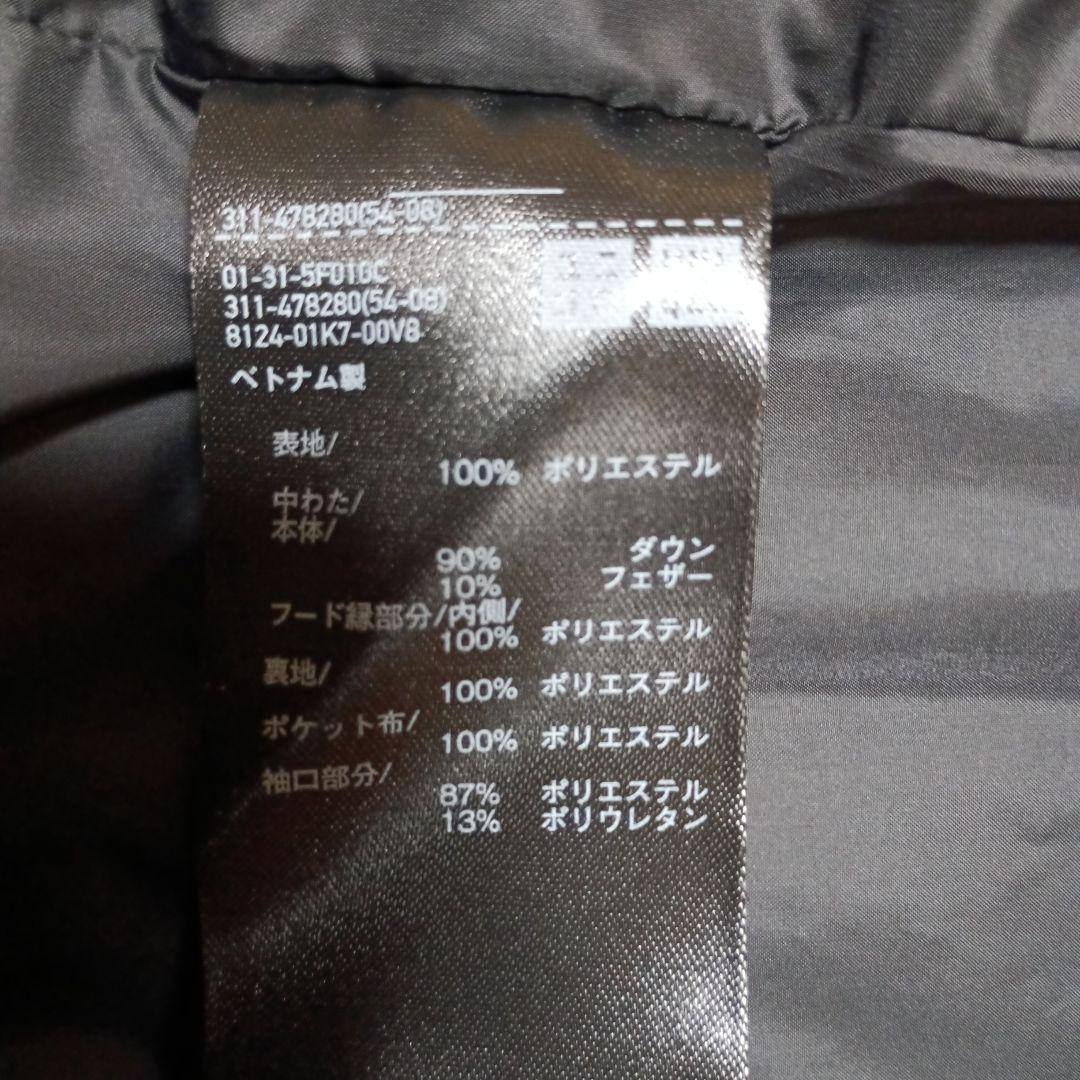 311-478280(54-08)
01-31-5F010C
311-478280(54-08)
8124-01K7-00V8
ベトナム製
表地/
100% ポリエステル
中わた/
本体/
90% ダウン
10% フェザー
フード縁部分/内側/
100% ポリエステル
裏地/
100% ポリエステル
ポケット布/
100% ポリエステル
袖口部分/
87% ポリエステル
13% ポリウレタン